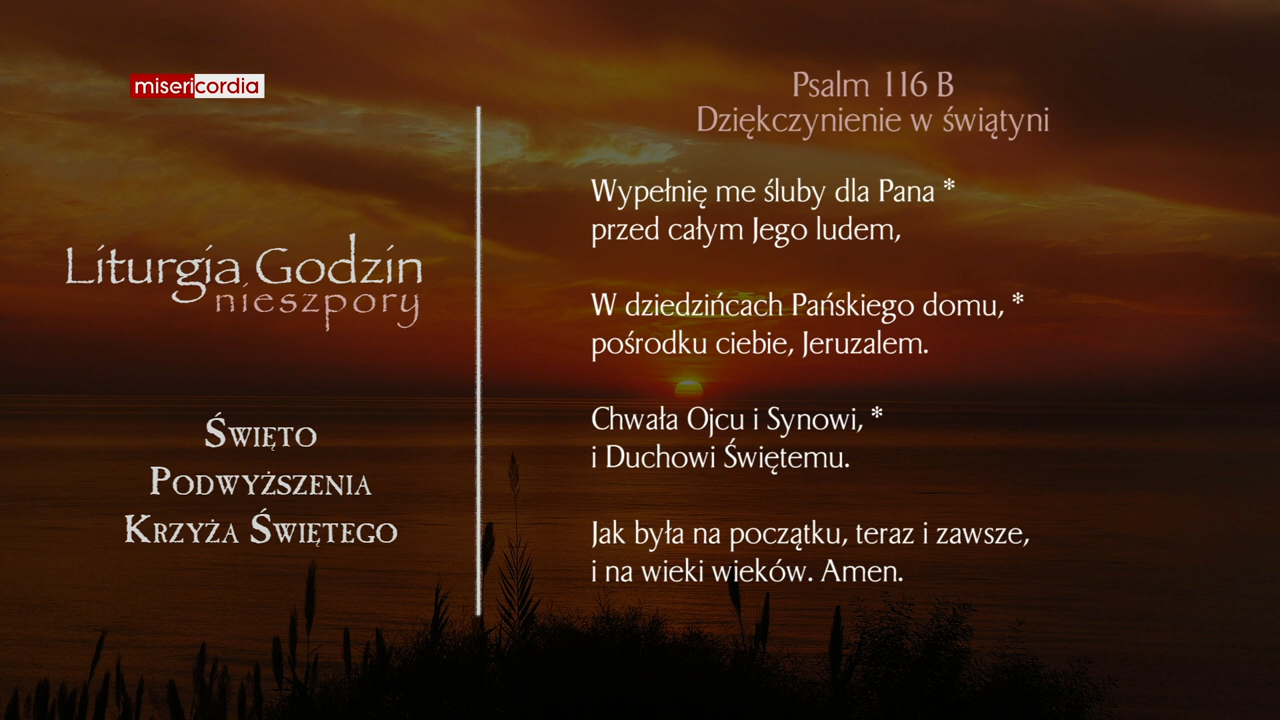 misericordia
Liturgia Godzin
nieszpory
Święto
Podwyższenia
Krzyża Świętego
Psalm 116 B
Dziękczynienie w świątyni
Wypełnię me śluby dla Pana *
przed całym Jego ludem,
W dziedzińcach Pańskiego domu, *
pośrodku ciebie, Jeruzalem.
Chwała Ojcu i Synowi, *
i Duchowi Świętemu.
Jak była na początku, teraz i zawsze,
i na wieki wieków. Amen.